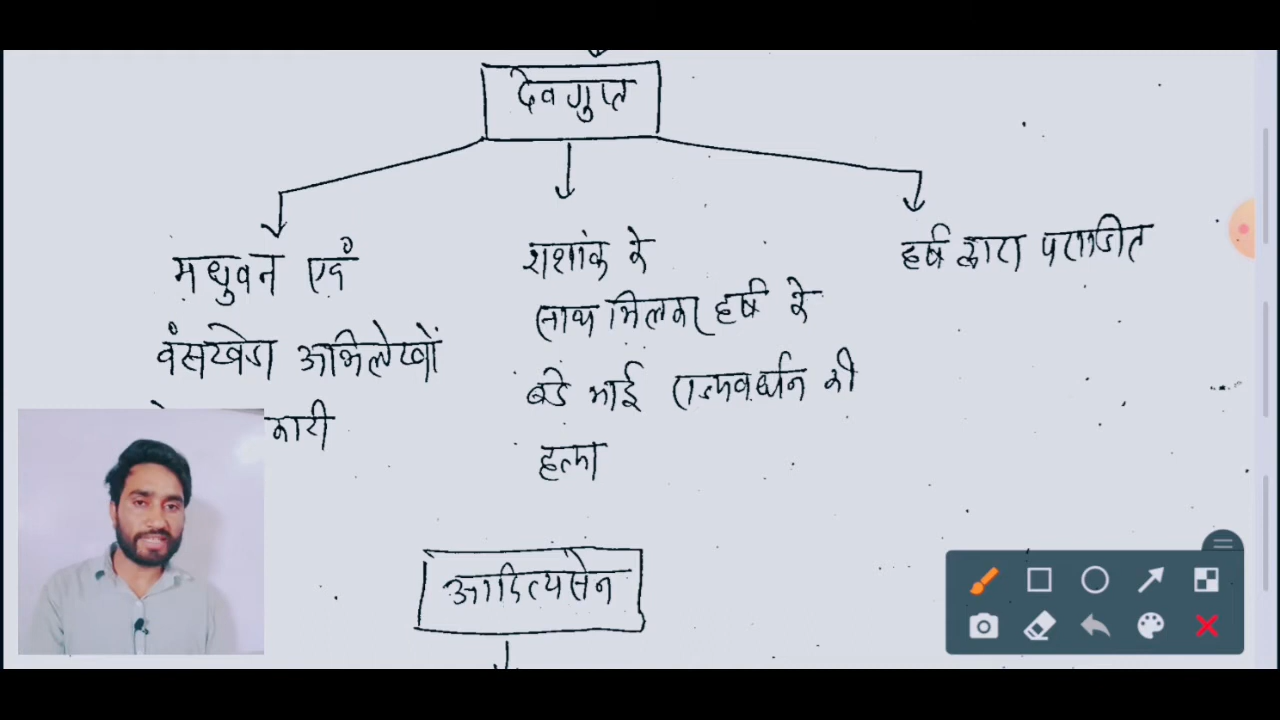 देवगुप्त
मधुवन एवं
वंसखेडा अभिलेखों
कारी
शशांक के
साथ मिलकर हर्ष के
बडे भाई राज्यवर्धन की
हत्या
हर्ष द्वारा पराजित
आदित्यसेन